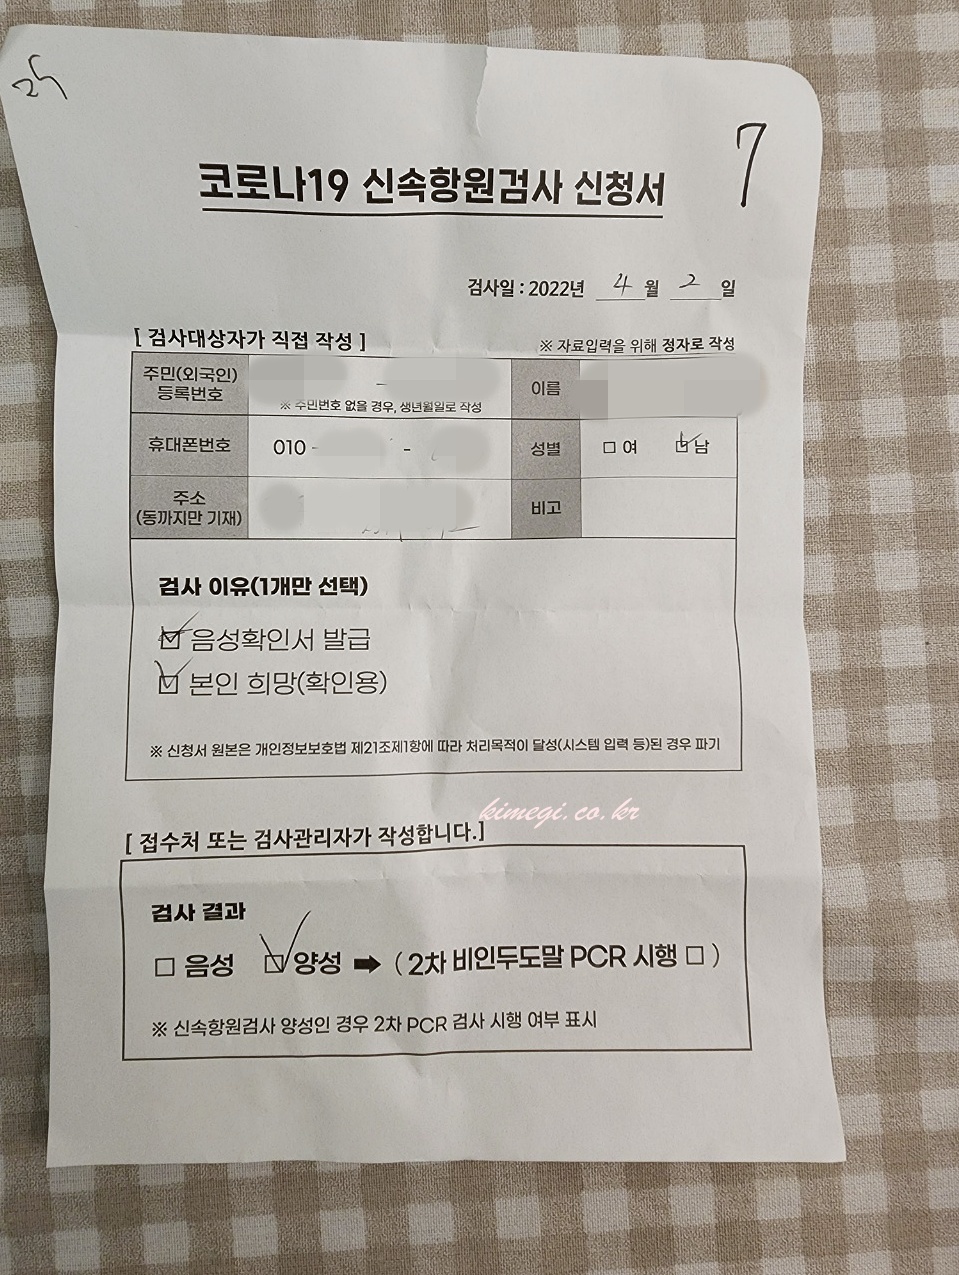 7
코로나19 신속항원검사 신청서
검사일 : 2022년 4월 2일
[ 검사대상자가 직접 작성 ]
※ 자료입력을 위해 정자로 작성
주민(외국인)
등록번호
-
※ 주민번호 없을 경우, 생년월일로 작성
이름
휴대폰번호
010 -
-
성별
□ 여 ☑ 남
주소
(동까지만 기재)
비고
검사 이유(1개만 선택)
☑ 음성확인서 발급
☑ 본인 희망(확인용)
※ 신청서 원본은 개인정보보호법 제21조제1항에 따라 처리목적이 달성(시스템 입력 등)된 경우 파기
kimegi.co.kr
[ 접수처 또는 검사관리자가 작성합니다.]
검사 결과
□ 음성 ☑ 양성 ➡ ( 2차 비인두도말 PCR 시행 □ )
※ 신속항원검사 양성인 경우 2차 PCR 검사 시행 여부 표시